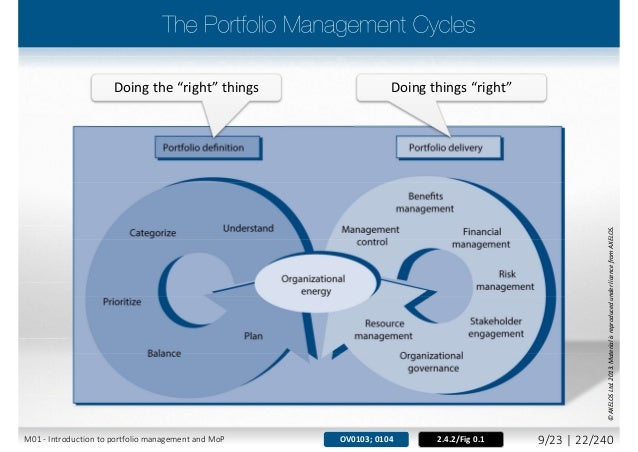 The Portfolio Management Cycles
Doing the “right” things
Doing things “right”
Portfolio definition
Portfolio delivery
Understand
Categorize
Prioritize
Balance
Plan
Organizational
energy
Benefits
management
Management
control
Financial
management
Risk
management
Stakeholder
engagement
Resource
management
Organizational
governance
© AXELOS Ltd. 2013. Material is reproduced under licence from AXELOS.
M01 - Introduction to portfolio management and MoP
OV0103; 0104
2.4.2/Fig 0.1
9/23 | 22/240